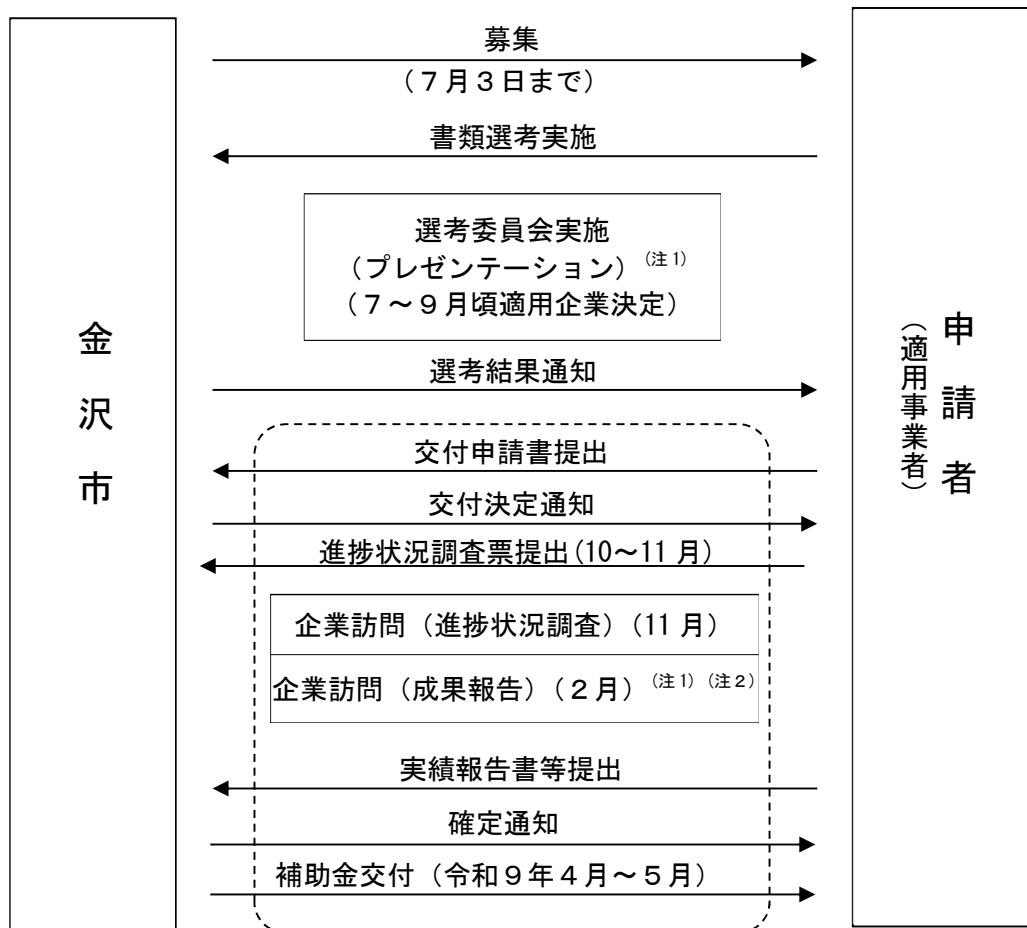 募集
（７月３日まで）
書類選考実施
選考委員会実施
（プレゼンテーション）（注１）
（７～９月頃適用企業決定）
選考結果通知
交付申請書提出
交付決定通知
進捗状況調査票提出(10～11月)
企業訪問（進捗状況調査）(11月)
企業訪問（成果報告）(２月)（注１）（注２）
実績報告書等提出
確定通知
補助金交付（令和９年４月～５月）
金沢市
申請者
（適用事業者）